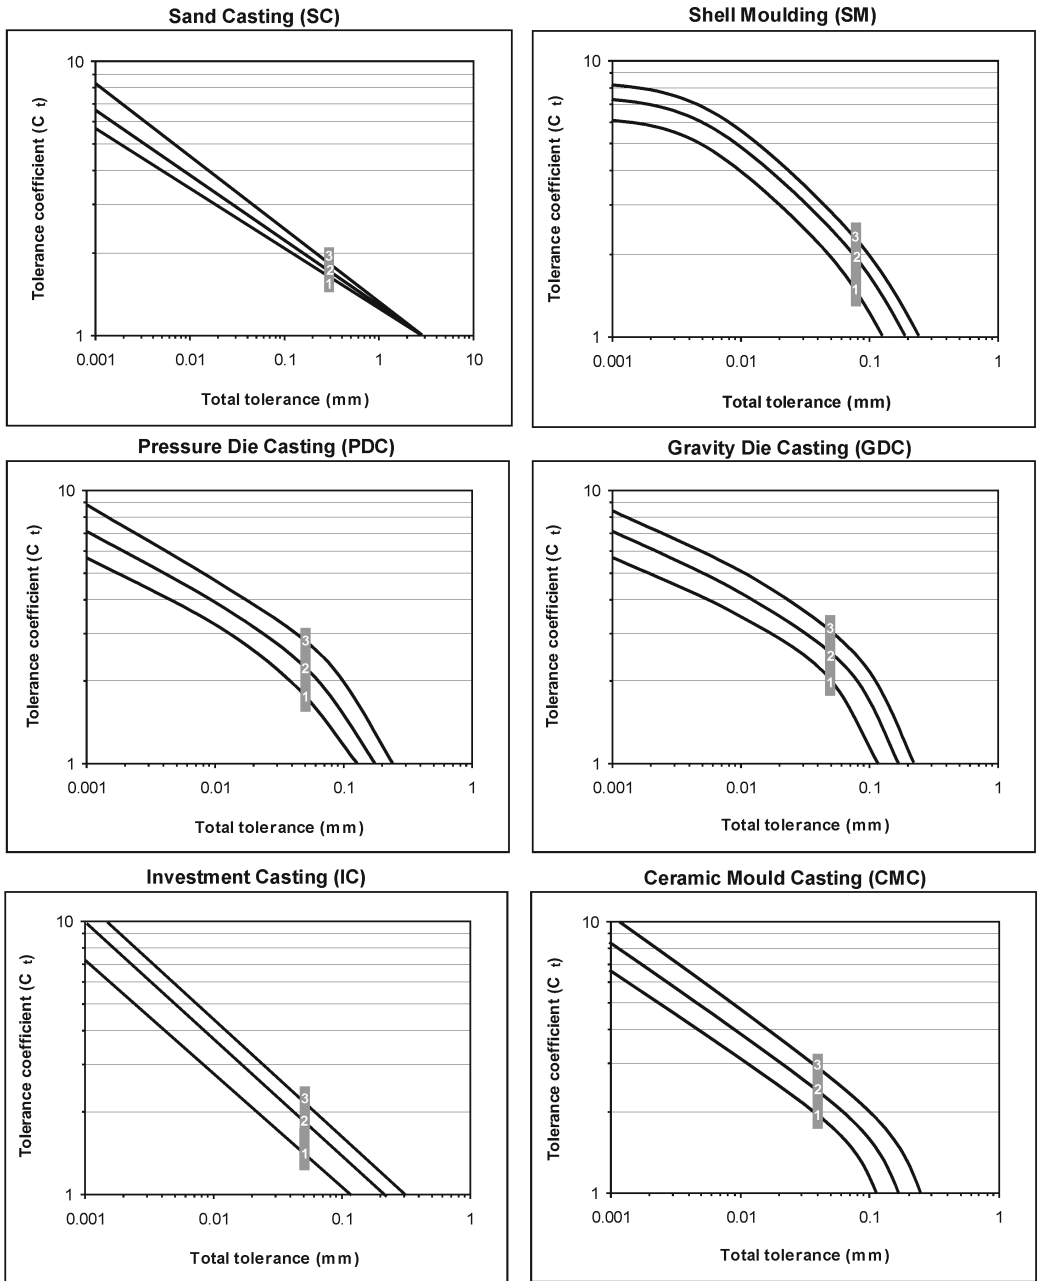 Sand Casting (SC)
10
1
0.001 0.01 0.1 1 10
Tolerance coefficient (C t)
Total tolerance (mm)
3
2
1
Shell Moulding (SM)
10
1
0.001 0.01 0.1 1
Tolerance coefficient (C t)
Total tolerance (mm)
3
2
1
Pressure Die Casting (PDC)
10
1
0.001 0.01 0.1 1
Tolerance coefficient (C t)
Total tolerance (mm)
3
2
1
Gravity Die Casting (GDC)
10
1
0.001 0.01 0.1 1
Tolerance coefficient (C t)
Total tolerance (mm)
3
2
1
Investment Casting (IC)
10
1
0.001 0.01 0.1 1
Tolerance coefficient (C t)
Total tolerance (mm)
3
2
1
Ceramic Mould Casting (CMC)
10
1
0.001 0.01 0.1 1
Tolerance coefficient (C t)
Total tolerance (mm)
3
2
1